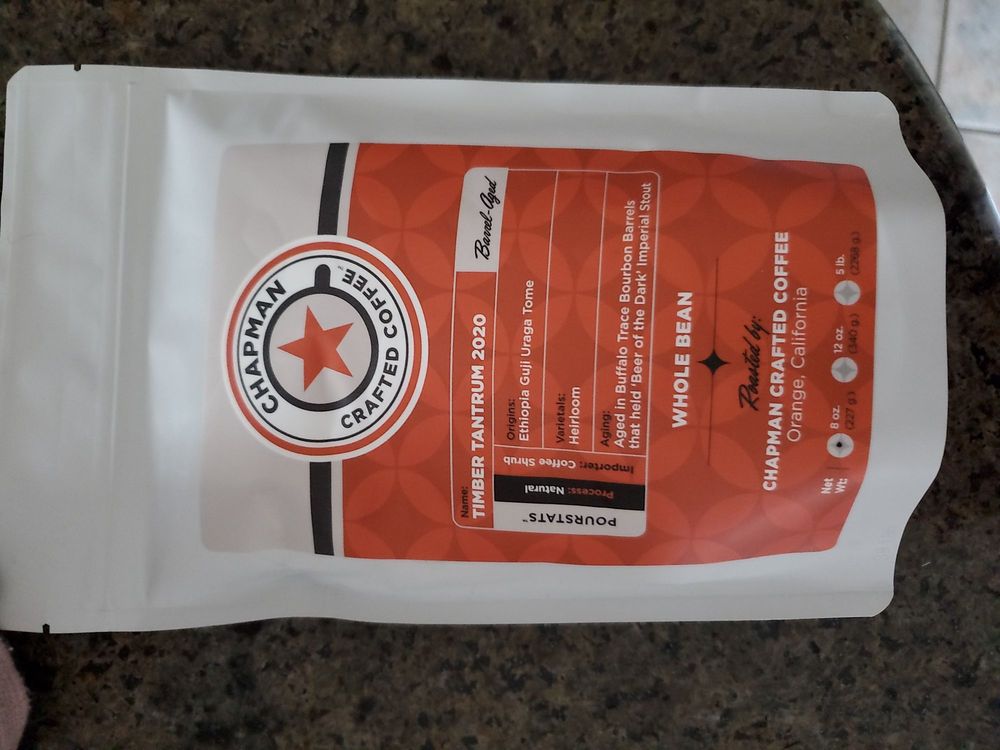 CHAPMAN
CRAFTED COFFEE™
Name:
TIMBER TANTRUM 2020
Barrel-Aged
POURSTATS™
Process: Natural
Importer: Coffee Shrub
Origins:
Ethiopia Guji Uraga Tome
Varietals:
Heirloom
Aging:
Aged in Buffalo Trace Bourbon Barrels
that held 'Beer of the Dark' Imperial Stout
WHOLE BEAN
Roasted by:
CHAPMAN CRAFTED COFFEE
Orange, California
Net Wt: 8 oz. 12 oz. 5 lb.
(227 g.) (340 g.) (2268 g.)